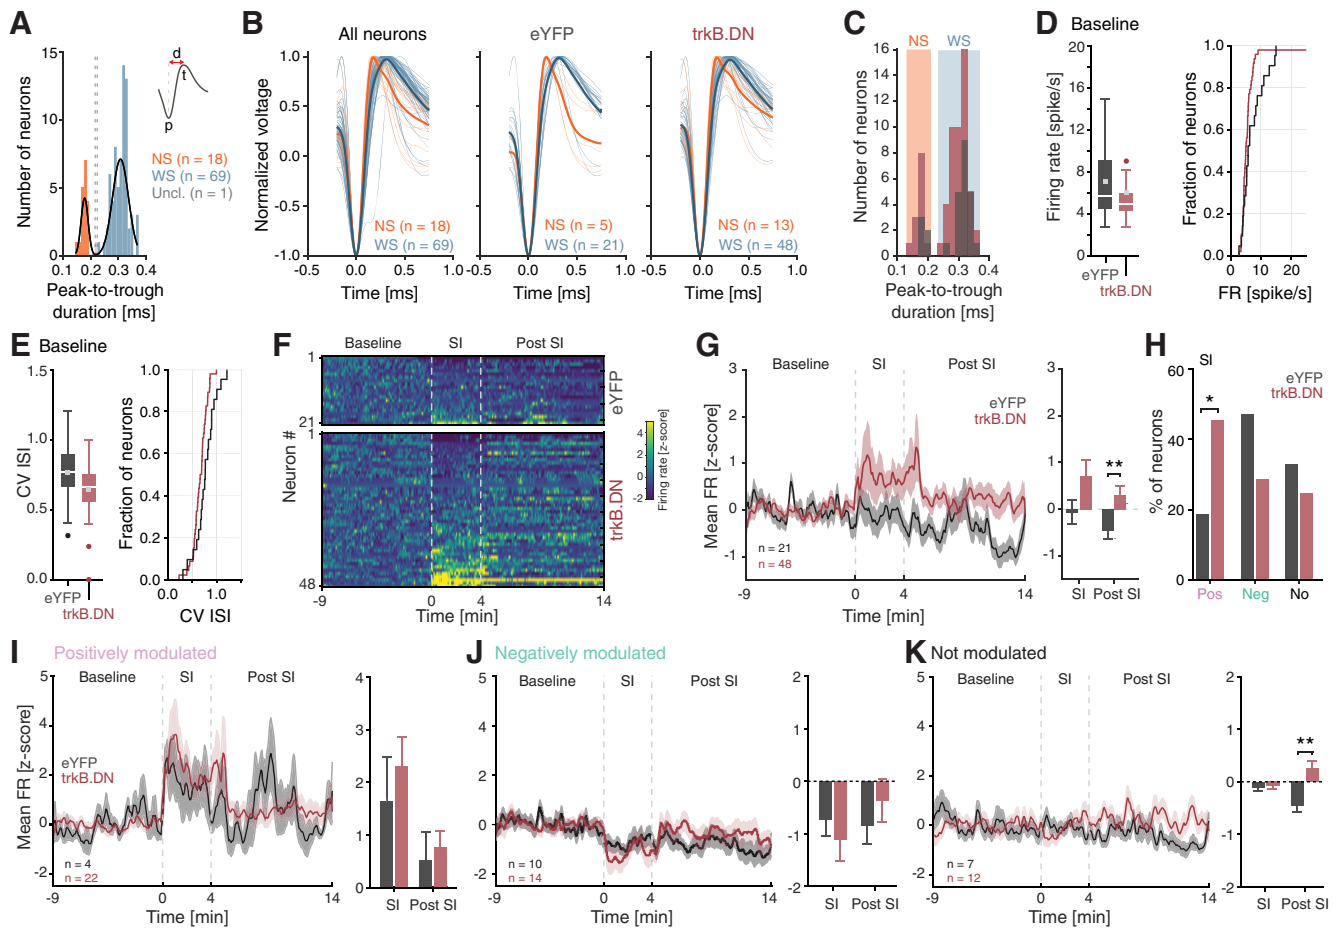 A
15
10
5
0
Number of neurons
0.1
0.2
0.3
0.4
Peak-to-trough
duration [ms]
d
t
p
NS (n = 18)
WS (n = 69)
Uncl. (n = 1)
B
All neurons
eYFP
trkB.DN
Normalized voltage
1.0
0.5
0.0
-0.5
-1.0
NS (n = 18)
WS (n = 69)
NS (n = 5)
WS (n = 21)
NS (n = 13)
WS (n = 48)
-0.5
0.0
0.5
1.0
-0.5
0.0
0.5
1.0
-0.5
0.0
0.5
1.0
Time [ms]
Time [ms]
Time [ms]
C
NS
WS
Number of neurons
16
14
12
10
8
6
4
2
0
0.1
0.2
0.3
0.4
Peak-to-trough
duration [ms]
D
Baseline
Firing rate [spike/s]
20
16
12
8
4
0
eYFP
trkB.DN
Fraction of neurons
1.0
0.8
0.6
0.4
0.2
0.0
0
10
20
FR [spike/s]
E
Baseline
CV ISI
1.5
1.0
0.5
0.0
eYFP
trkB.DN
Fraction of neurons
1.0
0.8
0.6
0.4
0.2
0.0
0.0
1.0
CV ISI
F
Baseline
SI
Post SI
Neuron #
1
21
1
48
eYFP
trkB.DN
-9
0
4
14
Time [min]
4
2
0
-2
Firing rate [z-score]
G
Baseline
SI
Post SI
eYFP
trkB.DN
Mean FR [z-score]
3
2
1
0
-1
n = 21
n = 48
-9
0
4
14
Time [min]
3
2
1
0
-1
**
SI
Post SI
H
SI
eYFP
trkB.DN
% of neurons
60
40
20
0
*
Pos
Neg
No
I
Positively modulated
Baseline
SI
Post SI
eYFP
trkB.DN
Mean FR [z-score]
5
4
2
0
-2
n = 4
n = 22
-9
0
4
14
Time [min]
4
3
2
1
0
SI
Post SI
J
Negatively modulated
Baseline
SI
Post SI
5
4
2
0
-2
n = 10
n = 14
-9
0
4
14
Time [min]
2
1
0
-1
-2
SI
Post SI
K
Not modulated
Baseline
SI
Post SI
5
4
2
0
-2
n = 7
n = 12
-9
0
4
14
Time [min]
2
1
0
-1
-2
**
SI
Post SI